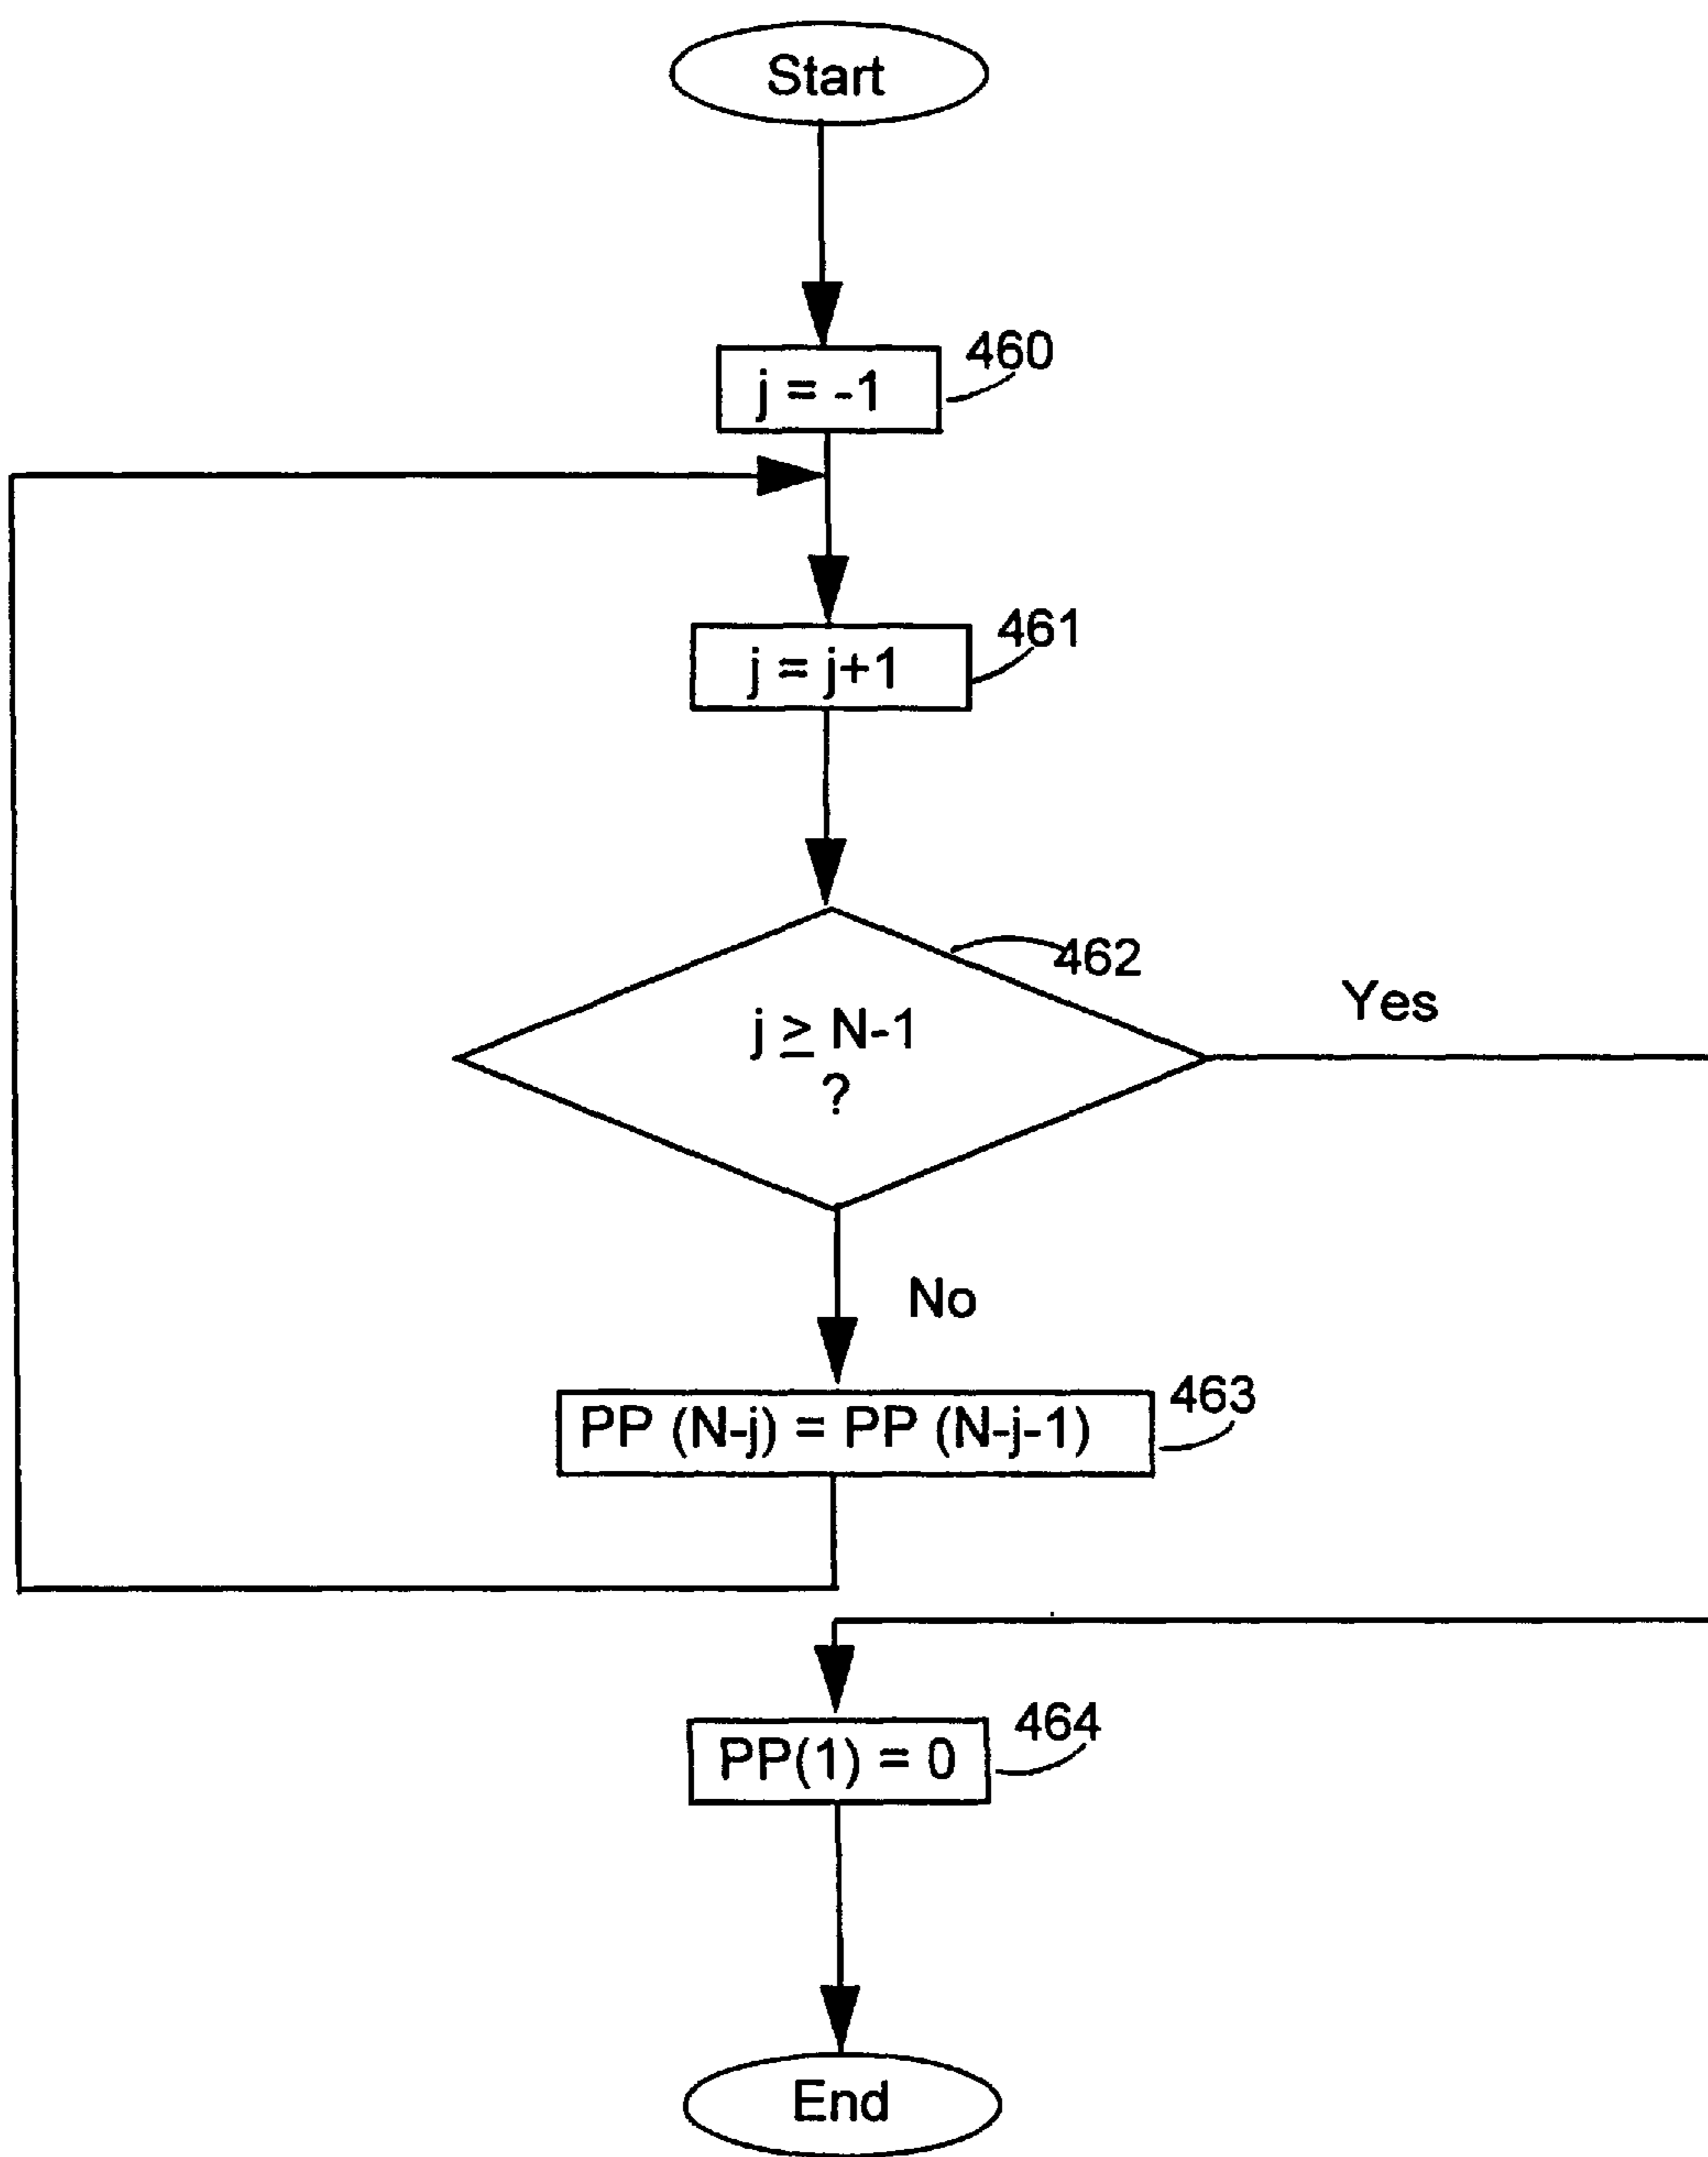 Start
460
j = -1
461
j = j+1
462
Yes
j ≥ N-1
?
No
463
PP (N-j) = PP (N-j-1)
464
PP(1) = 0
End